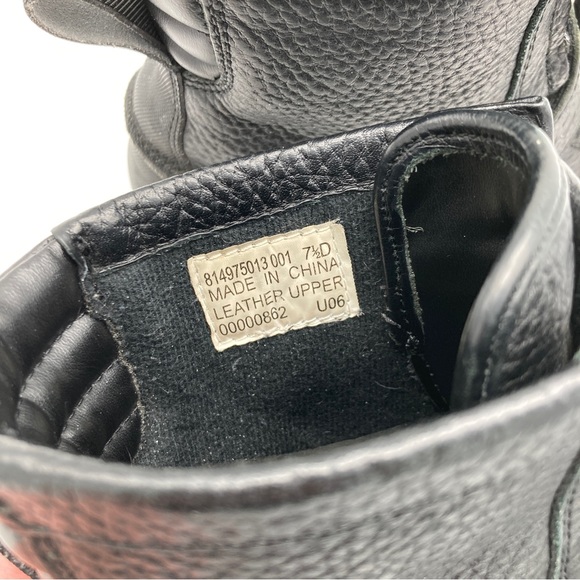 814975013 001 7½D
MADE IN CHINA
LEATHER UPPER
00000862 U06